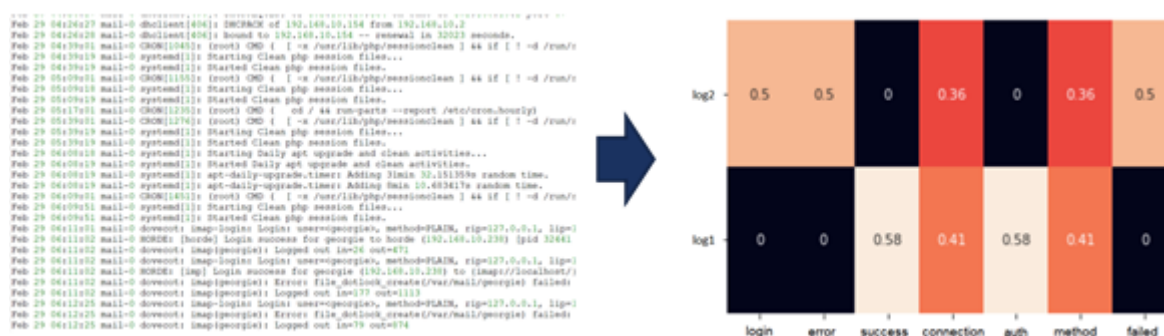 Feb 29 04:26:27 mail-0 dhclient[406]: DHCPACK of 192.168.10.154 from 192.168.10.2
Feb 29 04:26:28 mail-0 dhclient[406]: bound to 192.168.10.154 -- renewal in 32023 seconds.
Feb 29 04:39:01 mail-0 CRON[1045]: (root) CMD ( [ -x /usr/lib/php/sessionclean ] && if [ ! -d /run/s
Feb 29 04:39:19 mail-0 systemd[1]: Starting Clean php session files...
Feb 29 04:39:19 mail-0 systemd[1]: Started Clean php session files.
Feb 29 05:09:01 mail-0 CRON[1155]: (root) CMD ( [ -x /usr/lib/php/sessionclean ] && if [ ! -d /run/s
Feb 29 05:09:18 mail-0 systemd[1]: Starting Clean php session files...
Feb 29 05:09:19 mail-0 systemd[1]: Started Clean php session files.
Feb 29 05:17:01 mail-0 CRON[1235]: (root) CMD ( cd / && run-parts --report /etc/cron.hourly)
Feb 29 05:39:01 mail-0 CRON[1276]: (root) CMD ( [ -x /usr/lib/php/sessionclean ] && if [ ! -d /run/s
Feb 29 05:39:19 mail-0 systemd[1]: Starting Clean php session files...
Feb 29 05:39:19 mail-0 systemd[1]: Started Clean php session files.
Feb 29 06:08:18 mail-0 systemd[1]: Starting Daily apt upgrade and clean activities...
Feb 29 06:08:19 mail-0 systemd[1]: Started Daily apt upgrade and clean activities.
Feb 29 06:08:19 mail-0 systemd[1]: apt-daily-upgrade.timer: Adding 31min 32.151359s random time.
Feb 29 06:08:19 mail-0 systemd[1]: apt-daily-upgrade.timer: Adding 8min 10.603417s random time.
Feb 29 06:09:01 mail-0 CRON[1451]: (root) CMD ( [ -x /usr/lib/php/sessionclean ] && if [ ! -d /run/s
Feb 29 06:09:51 mail-0 systemd[1]: Starting Clean php session files...
Feb 29 06:09:51 mail-0 systemd[1]: Started Clean php session files.
Feb 29 06:11:01 mail-0 dovecot: imap-login: Login: user=<georgie>, method=PLAIN, rip=127.0.0.1, lip=1
Feb 29 06:11:02 mail-0 HORDE: [horde] Login success for georgie to horde (192.168.10.238) [pid 32441
Feb 29 06:11:02 mail-0 dovecot: imap(georgie): Logged out in=26 out=471
Feb 29 06:11:02 mail-0 dovecot: imap-login: Login: user=<georgie>, method=PLAIN, rip=127.0.0.1, lip=1
Feb 29 06:11:02 mail-0 HORDE: [imp] Login success for georgie (192.168.10.238) to {imap://localhost/}
Feb 29 06:11:02 mail-0 dovecot: imap(georgie): Error: file_dotlock_create(/var/mail/georgie) failed:
Feb 29 06:11:02 mail-0 dovecot: imap(georgie): Logged out in=177 out=1113
Feb 29 06:12:25 mail-0 dovecot: imap-login: Login: user=<georgie>, method=PLAIN, rip=127.0.0.1, lip=1
Feb 29 06:12:25 mail-0 dovecot: imap(georgie): Error: file_dotlock_create(/var/mail/georgie) failed:
Feb 29 06:12:25 mail-0 dovecot: imap(georgie): Logged out in=79 out=974
log2 0.5 0.5 0 0.36 0 0.36 0.5
log1 0 0 0.58 0.41 0.58 0.41 0
login error success connection auth method failed